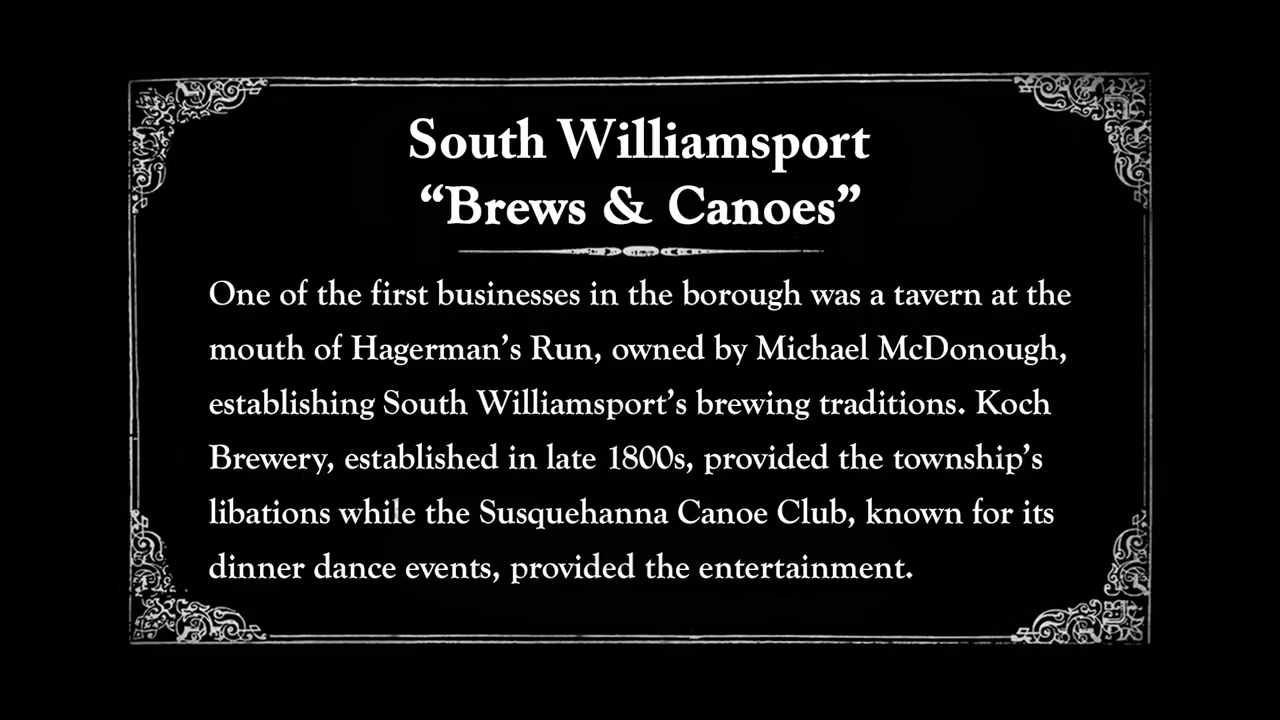 South Williamsport
“Brews & Canoes”
One of the first businesses in the borough was a tavern at the
mouth of Hagerman’s Run, owned by Michael McDonough,
establishing South Williamsport’s brewing traditions. Koch
Brewery, established in late 1800s, provided the township’s
libations while the Susquehanna Canoe Club, known for its
dinner dance events, provided the entertainment.